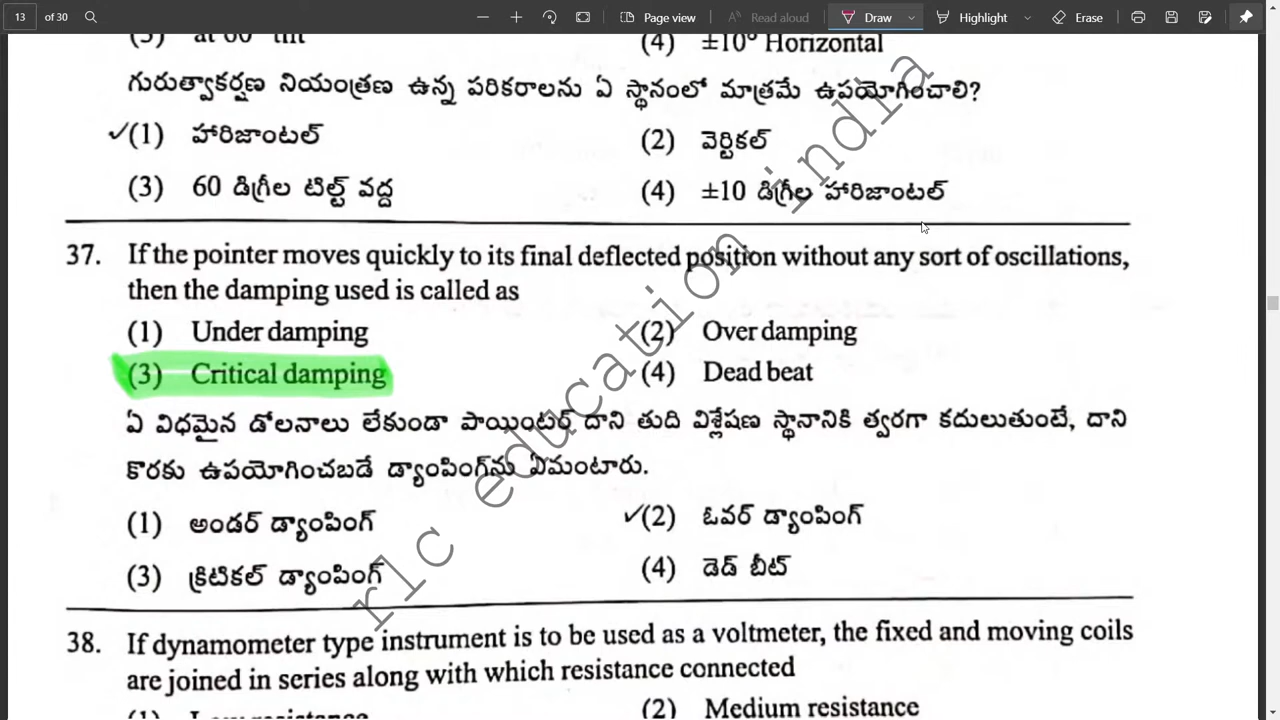 13 of 30 Page view Read aloud Draw Highlight Erase
(4) ±10° Horizontal
గురుత్వాకర్షణ నియంత్రణ ఉన్న పరికరాలను ఏ స్థానంలో మాత్రమే ఉపయోగించాలి?
✓(1) హారిజాంటల్ (2) వెర్టికల్
(3) 60 డిగ్రీల టిల్ట్ వద్ద (4) ±10 డిగ్రీల హారిజాంటల్
37. If the pointer moves quickly to its final deflected position without any sort of oscillations,
then the damping used is called as
(1) Under damping (2) Over damping
(3) Critical damping (4) Dead beat
ఏ విధమైన డోలనాలు లేకుండా పాయింటర్ దాని తుది విశ్లేషణ స్థానానికి త్వరగా కదులుతుంటే, దాని
కొరకు ఉపయోగించబడే డ్యాంపింగ్‌ను ఏమంటారు.
(1) అండర్ డ్యాంపింగ్ ✓(2) ఓవర్ డ్యాంపింగ్
(3) క్రిటికల్ డ్యాంపింగ్ (4) డెడ్ బీట్
38. If dynamometer type instrument is to be used as a voltmeter, the fixed and moving coils
are joined in series along with which resistance connected
(2) Medium resistance
rlc education india